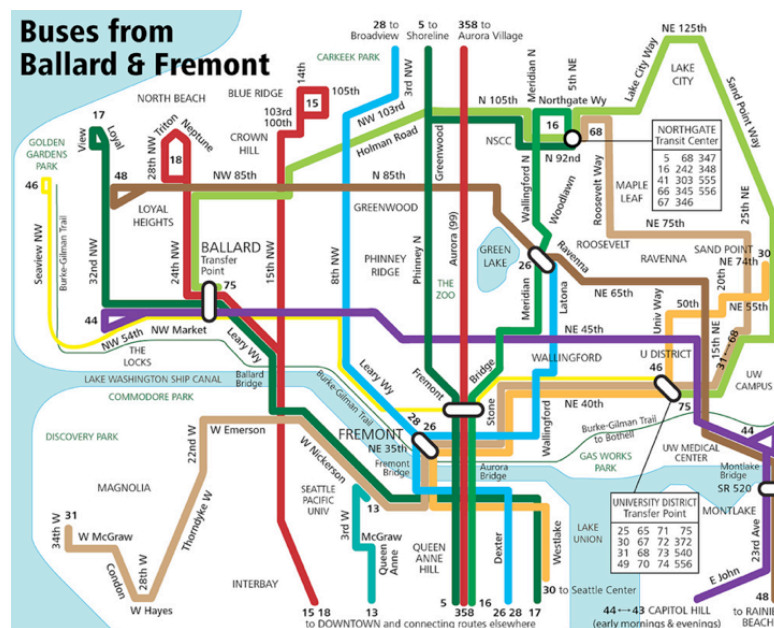 Buses from
Ballard & Fremont
28 to
Broadview
5 to
Shoreline
358 to
Aurora Village
NE 125th
CARKEEK PARK
3rd NW
Meridian N
5th NE
Lake City Way
LAKE
CITY
Sand Point Way
14th
105th
15
BLUE RIDGE
103rd
100th
CROWN
HILL
NORTH BEACH
17
View
Loyal
Triton
Neptune
28th NW
18
GOLDEN
GARDENS
PARK
NW 103rd
Holman Road
Greenwood
N 105th
Northgate Wy
16
NSCC
68
N 92nd
NORTHGATE
Transit Center
5 68 347
16 242 348
41 303 555
66 345 556
67 346
Roosevelt Way
MAPLE
LEAF
Wallingford N
Woodlawn
46
48
NW 85th
N 85th
LOYAL
HEIGHTS
GREENWOOD
Seaview NW
Burke-Gilman Trail
32nd NW
24th NW
BALLARD
Transfer
Point
75
15th NW
8th NW
PHINNEY
RIDGE
Phinney N
Aurora (99)
THE
ZOO
GREEN
LAKE
26
Ravenna
ROOSEVELT
NE 75th
25th NE
RAVENNA
SAND POINT
30
NE 74th
NE 65th
Meridian
Latona
Univ Way
50th
20th
NE 55th
15th NE
31↔68
44
NW Market
NW 54th
THE
LOCKS
Leary Wy
NE 45th
WALLINGFORD
U DISTRICT
46
75
UW
CAMPUS
LAKE WASHINGTON SHIP CANAL
Ballard
Bridge
Burke-Gilman Trail
Leary Wy
Fremont
Bridge
Stone
NE 40th
Wallingford
COMMODORE PARK
DISCOVERY PARK
W Emerson
22nd W
FREMONT
28
26
NE 35th
Fremont
Bridge
Aurora
Bridge
Burke-Gilman Trail
to Bothell
GAS WORKS
PARK
UW MEDICAL
CENTER
44
Montlake
Bridge
SR 520
MONTLAKE
W Nickerson
MAGNOLIA
Thorndyke W
31
34th W
W McGraw
Condon
28th W
W Hayes
SEATTLE
PACIFIC
UNIV
13
3rd W
McGraw
Queen
Anne
13
INTERBAY
QUEEN
ANNE
HILL
Dexter
Westlake
LAKE
UNION
UNIVERSITY DISTRICT
Transfer Point
25 65 71 75
30 67 72 372
31 68 73 540
49 70 74 556
23rd Ave
E John
30 to Seattle Center
15 18
5
358
16
26 28
17
to DOWNTOWN and connecting routes elsewhere
44↔43 CAPITOL HILL
(early mornings & evenings)
48
to RAINI
BEACH